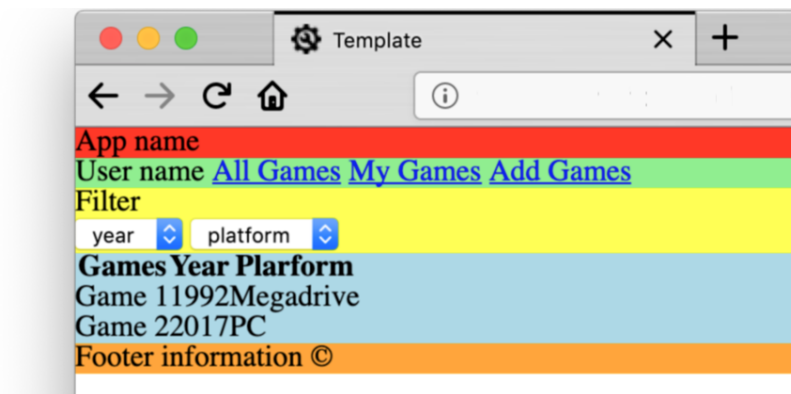 Template
App name
User name All Games My Games Add Games
Filter
year platform
Games Year Plarform
Game 11992Megadrive
Game 22017PC
Footer information ©